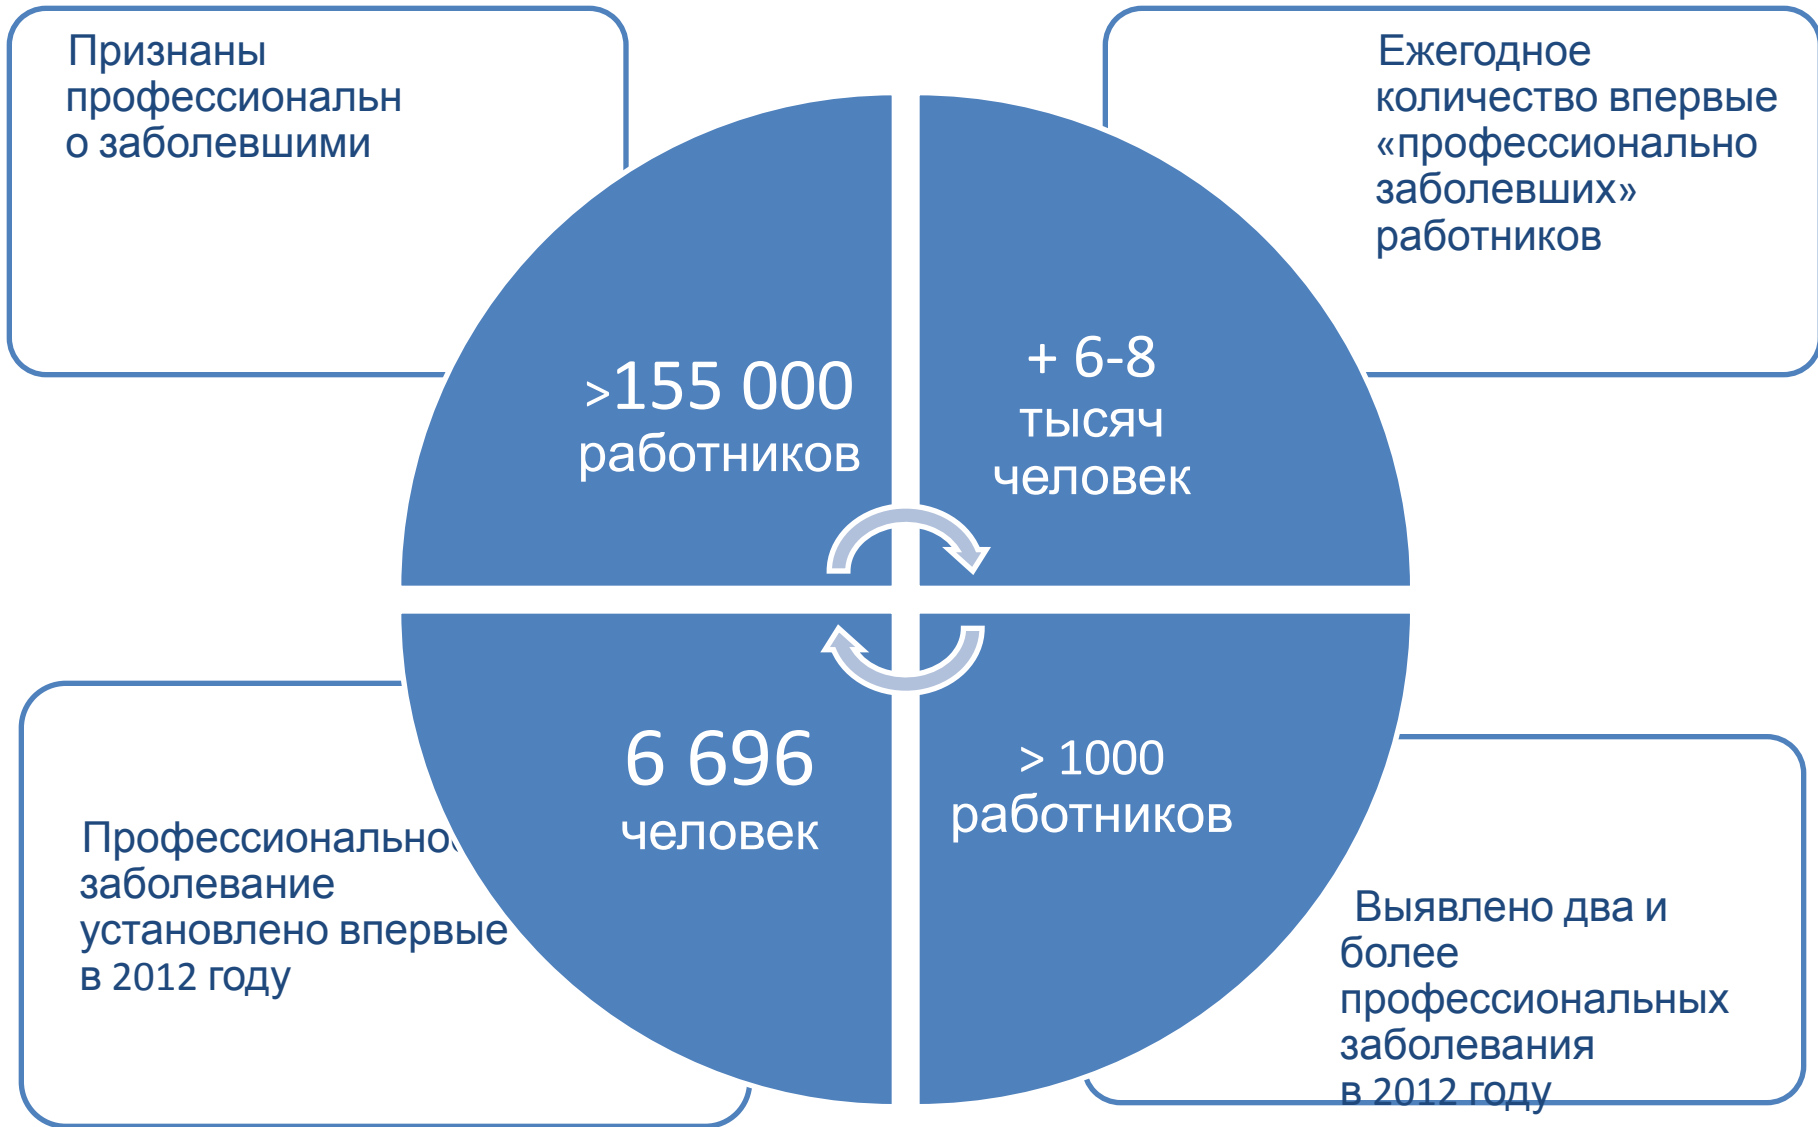 Признаны
профессиональн
о заболевшими
Ежегодное
количество впервые
«профессионально
заболевших»
работников
>155 000
работников
+ 6-8
тысяч
человек
6 696
человек
> 1000
работников
Профессионально
заболевание
установлено впервые
в 2012 году
Выявлено два и
более
профессиональных
заболевания
в 2012 году